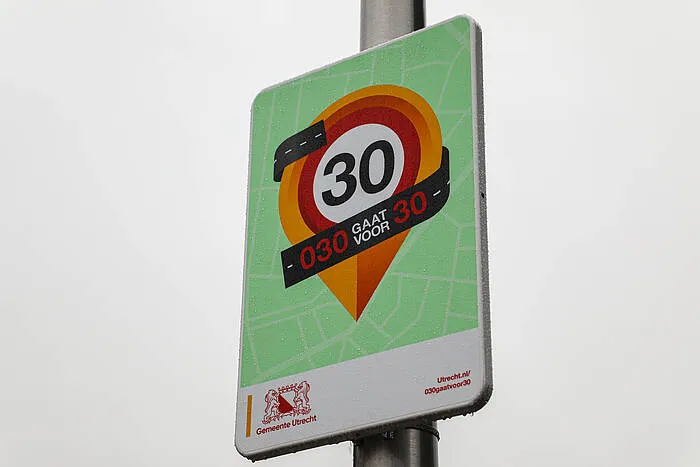 30
030 GAAT VOOR 30
Gemeente Utrecht
Utrecht.nl/
030gaatvoor30